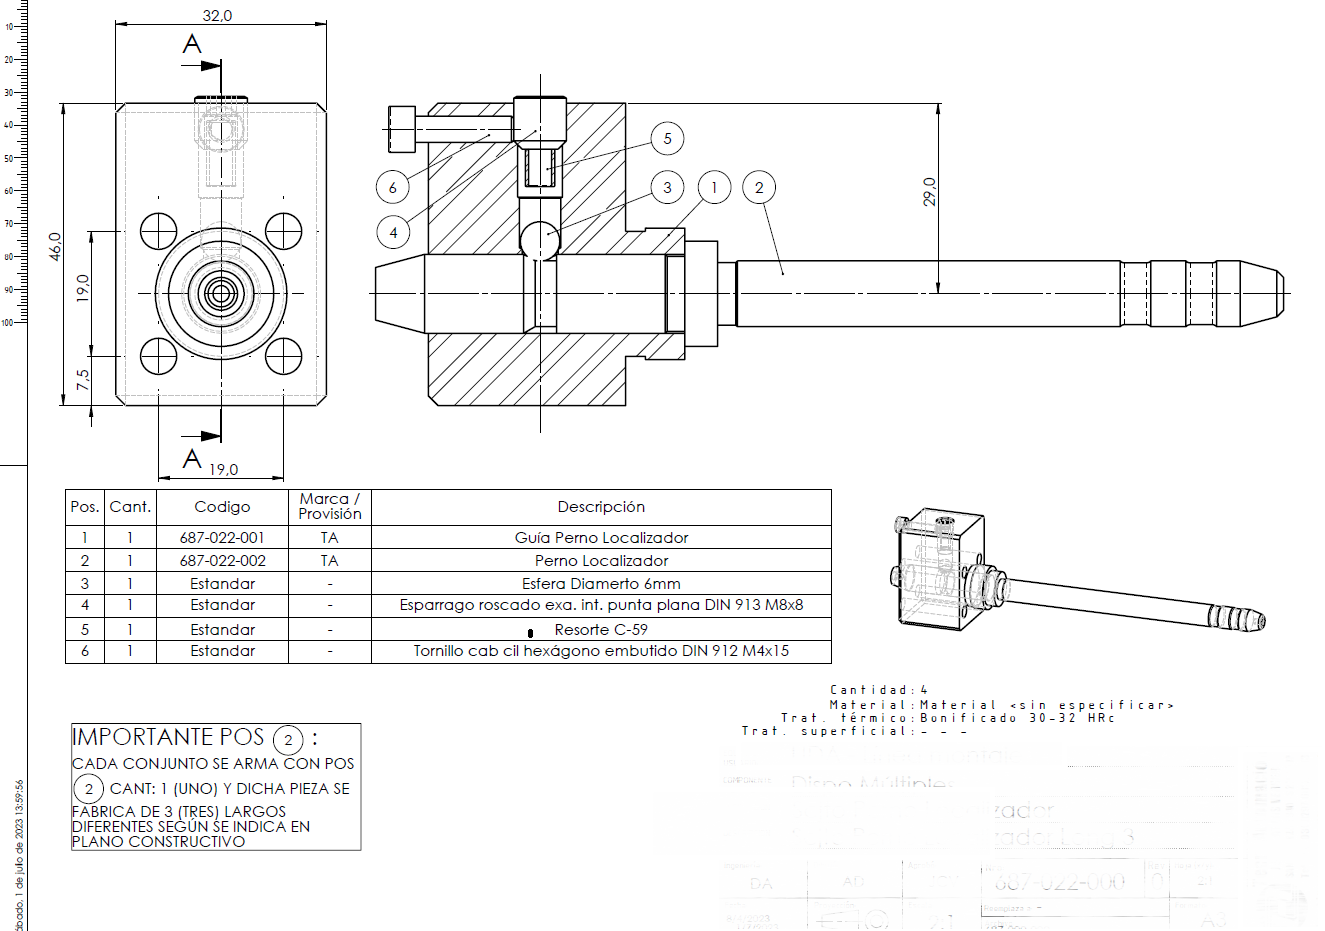 32,0
A
10
20
30
40
50
60
70
80
90
100
46,0
19,0
7,5
A
19,0
5
6
3
1
2
4
29,0
Pos. Cant. Codigo Marca / Provisión Descripción
1 1 687-022-001 TA Guía Perno Localizador
2 1 687-022-002 TA Perno Localizador
3 1 Estandar - Esfera Diamerto 6mm
4 1 Estandar - Esparrago roscado exa. int. punta plana DIN 913 M8x8
5 1 Estandar - Resorte C-59
6 1 Estandar - Tornillo cab cil hexágono embutido DIN 912 M4x15
Cantidad:4
Material:Material <sin especificar>
Trat. térmico:Bonificado 30-32 HRc
Trat. superficial:- - -
IMPORTANTE POS 2 :
CADA CONJUNTO SE ARMA CON POS
2 CANT: 1 (UNO) Y DICHA PIEZA SE
FABRICA DE 3 (TRES) LARGOS
DIFERENTES SEGÚN SE INDICA EN
PLANO CONSTRUCTIVO
1 de julio de 2023 13:59:56
Dispo Múltiples
DA
AD
687-022-000
0
A3